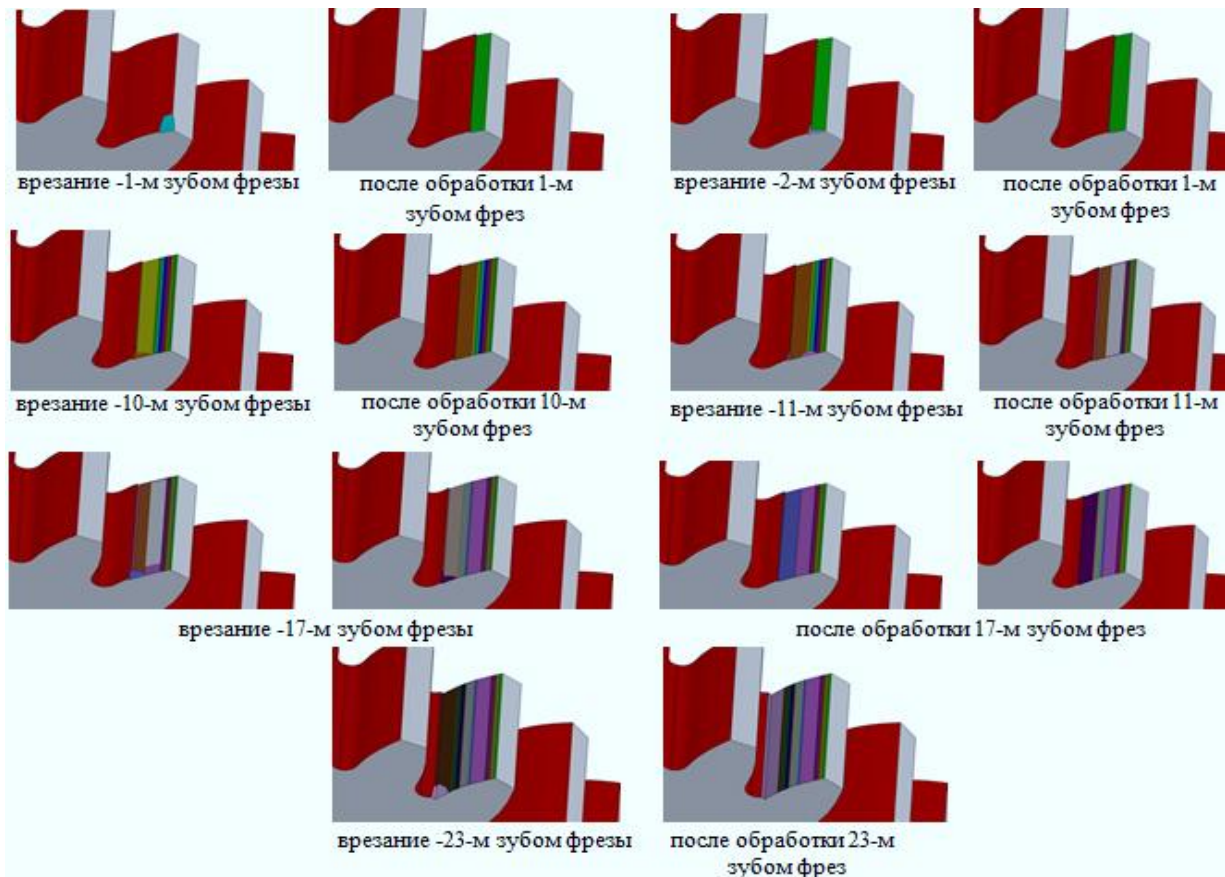 врезание -1-м зубом фрезы
после обработки 1-м
зубом фрез
врезание -2-м зубом фрезы
после обработки 1-м
зубом фрез
врезание -10-м зубом фрезы
после обработки 10-м
зубом фрез
врезание -11-м зубом фрезы
после обработки 11-м
зубом фрез
врезание -17-м зубом фрезы
после обработки 17-м зубом фрез
врезание -23-м зубом фрезы
после обработки 23-м
зубом фрез